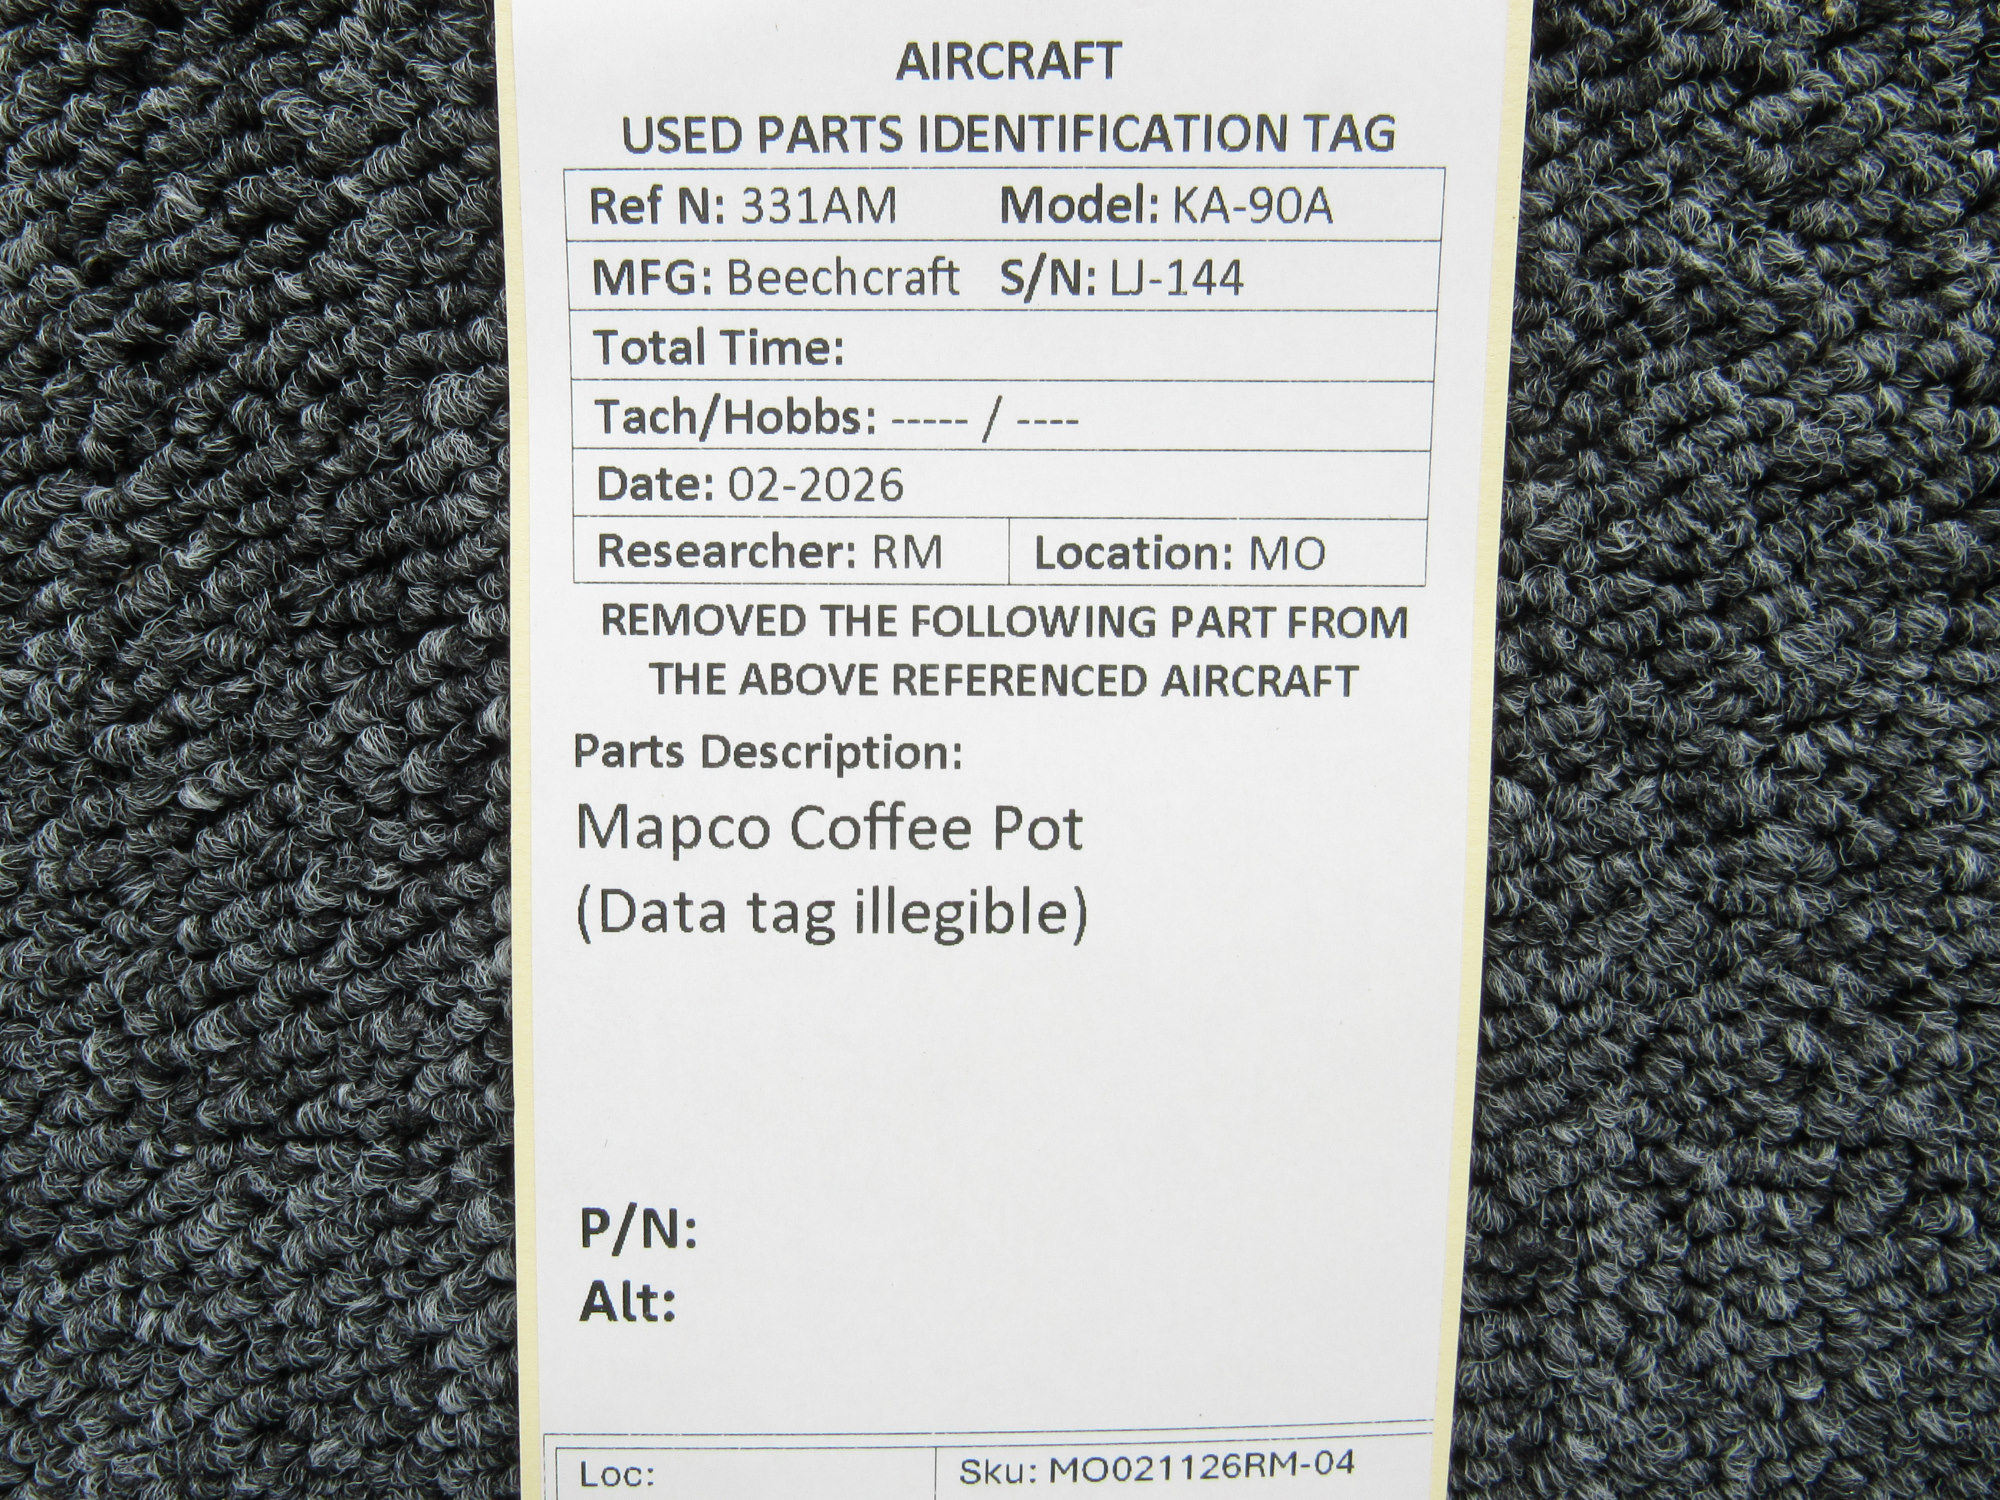 AIRCRAFT
USED PARTS IDENTIFICATION TAG
Ref N: 331AM Model: KA-90A
MFG: Beechcraft S/N: LJ-144
Total Time:
Tach/Hobbs: ----- / ----
Date: 02-2026
Researcher: RM Location: MO
REMOVED THE FOLLOWING PART FROM
THE ABOVE REFERENCED AIRCRAFT
Parts Description:
Mapco Coffee Pot
(Data tag illegible)
P/N:
Alt:
Loc: Sku: MO021126RM-04